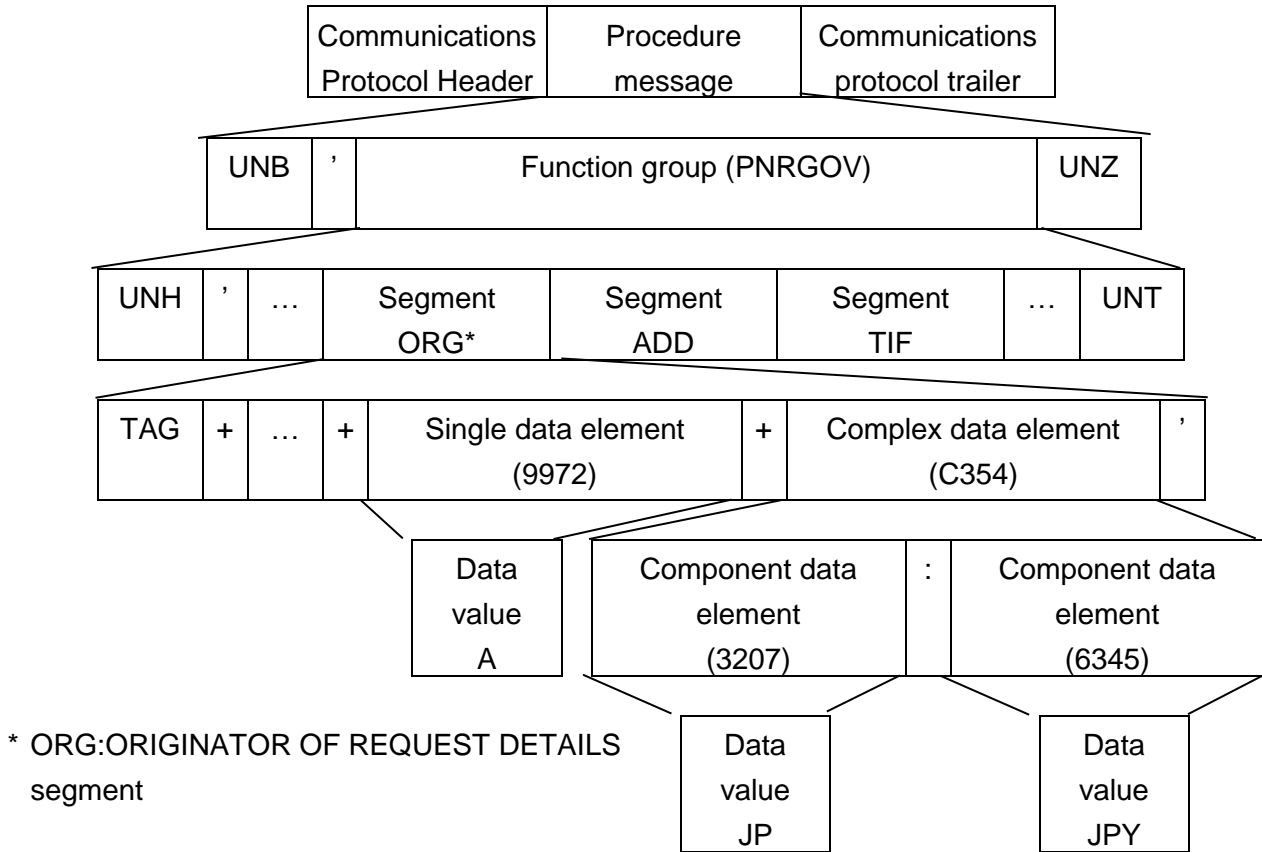 Communications Protocol Header
Procedure message
Communications protocol trailer
UNB ’ Function group (PNRGOV) UNZ
UNH ’ … Segment ORG* Segment ADD Segment TIF … UNT
TAG + … + Single data element (9972) + Complex data element (C354) ’
Data value A
Component data element (3207) : Component data element (6345)
Data value JP
Data value JPY
* ORG:ORIGINATOR OF REQUEST DETAILS
segment